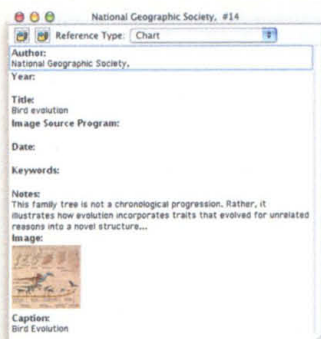 National Geographic Society, #14
Reference Type: Chart
Author:
National Geographic Society,
Year:
Title:
Bird evolution
Image Source Program:
Date:
Keywords:
Notes:
This family tree is not a chronological progression. Rather, it
illustrates how evolution incorporates traits that evolved for unrelated
reasons into a novel structure...
Image:
Caption:
Bird Evolution